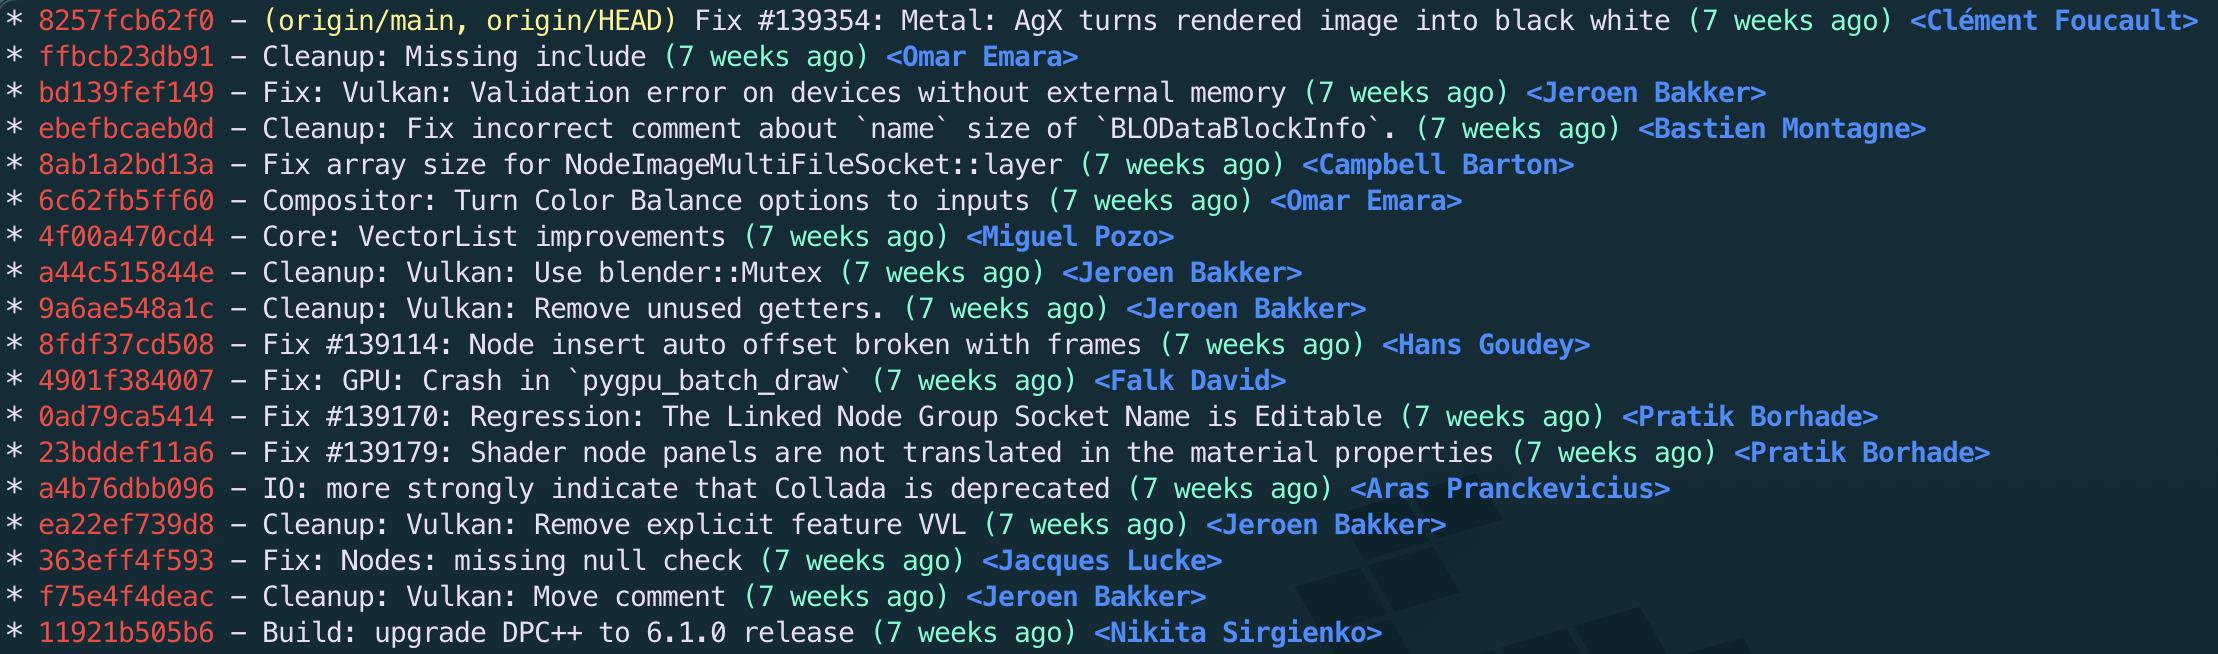 * 8257fcb62f0 - (origin/main, origin/HEAD) Fix #139354: Metal: AgX turns rendered image into black white (7 weeks ago) <Clément Foucault>
* ffbcb23db91 - Cleanup: Missing include (7 weeks ago) <Omar Emara>
* bd139fef149 - Fix: Vulkan: Validation error on devices without external memory (7 weeks ago) <Jeroen Bakker>
* ebefbcaeb0d - Cleanup: Fix incorrect comment about `name` size of `BLODataBlockInfo`. (7 weeks ago) <Bastien Montagne>
* 8ab1a2bd13a - Fix array size for NodeImageMultiFileSocket::layer (7 weeks ago) <Campbell Barton>
* 6c62fb5ff60 - Compositor: Turn Color Balance options to inputs (7 weeks ago) <Omar Emara>
* 4f00a470cd4 - Core: VectorList improvements (7 weeks ago) <Miguel Pozo>
* a44c515844e - Cleanup: Vulkan: Use blender::Mutex (7 weeks ago) <Jeroen Bakker>
* 9a6ae548a1c - Cleanup: Vulkan: Remove unused getters. (7 weeks ago) <Jeroen Bakker>
* 8fdf37cd508 - Fix #139114: Node insert auto offset broken with frames (7 weeks ago) <Hans Goudey>
* 4901f384007 - Fix: GPU: Crash in `pygpu_batch_draw` (7 weeks ago) <Falk David>
* 0ad79ca5414 - Fix #139170: Regression: The Linked Node Group Socket Name is Editable (7 weeks ago) <Pratik Borhade>
* 23bddef11a6 - Fix #139179: Shader node panels are not translated in the material properties (7 weeks ago) <Pratik Borhade>
* a4b76dbb096 - IO: more strongly indicate that Collada is deprecated (7 weeks ago) <Aras Pranckevicius>
* ea22ef739d8 - Cleanup: Vulkan: Remove explicit feature VVL (7 weeks ago) <Jeroen Bakker>
* 363eff4f593 - Fix: Nodes: missing null check (7 weeks ago) <Jacques Lucke>
* f75e4f4deac - Cleanup: Vulkan: Move comment (7 weeks ago) <Jeroen Bakker>
* 11921b505b6 - Build: upgrade DPC++ to 6.1.0 release (7 weeks ago) <Nikita Sirgienko>